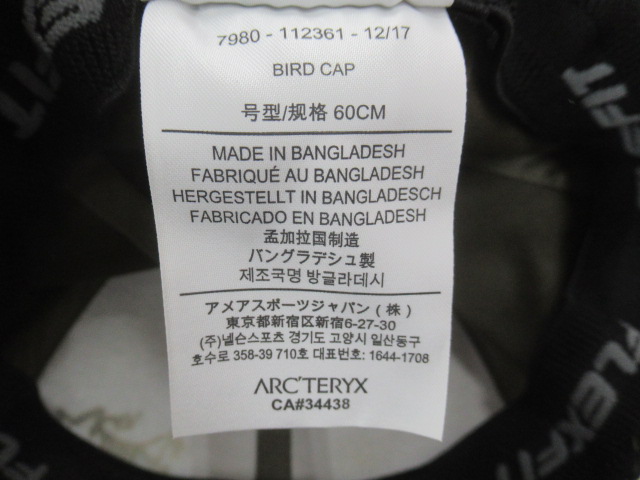 7980 - 112361 - 12/17
BIRD CAP
号型/规格 60CM
MADE IN BANGLADESH
FABRIQUÉ AU BANGLADESH
HERGESTELLT IN BANGLADESCH
FABRICADO EN BANGLADESH
孟加拉国制造
バングラデシュ製
제조국명 방글라데시
アメアスポーツジャパン(株)
東京都新宿区新宿6-27-30
(주)넬슨스포츠 경기도 고양시 일산동구
호수로 358-39 710호 대표번호: 1644-1708
ARC'TERYX
CA#34438
FLEXFIT